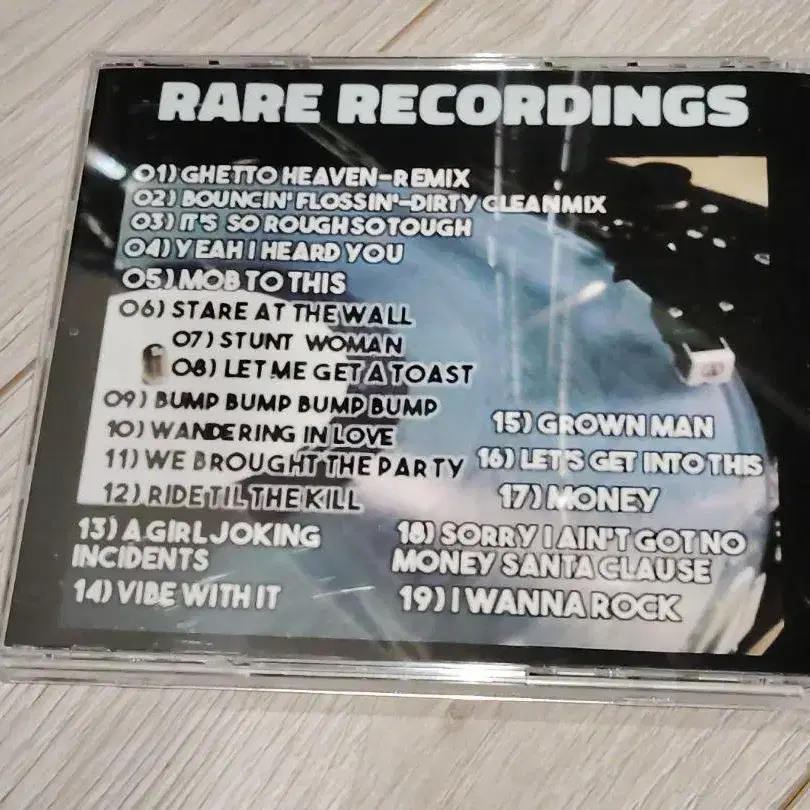 RARE RECORDINGS
01) GHETTO HEAVEN-REMIX
02) BOUNCIN' FLOSSIN'-DIRTY CLEANMIX
03) IT'S SO ROUGH SO TOUGH
04) YEAH I HEARD YOU
05) MOB TO THIS
06) STARE AT THE WALL
07) STUNT WOMAN
08) LET ME GET A TOAST
09) BUMP BUMP BUMP BUMP
10) WANDERING IN LOVE
11) WE BROUGHT THE PARTY
12) RIDE TIL THE KILL
13) A GIRL JOKING
INCIDENTS
14) VIBE WITH IT
15) GROWN MAN
16) LET'S GET INTO THIS
17) MONEY
18) SORRY I AIN'T GOT NO
MONEY SANTA CLAUSE
19) I WANNA ROCK